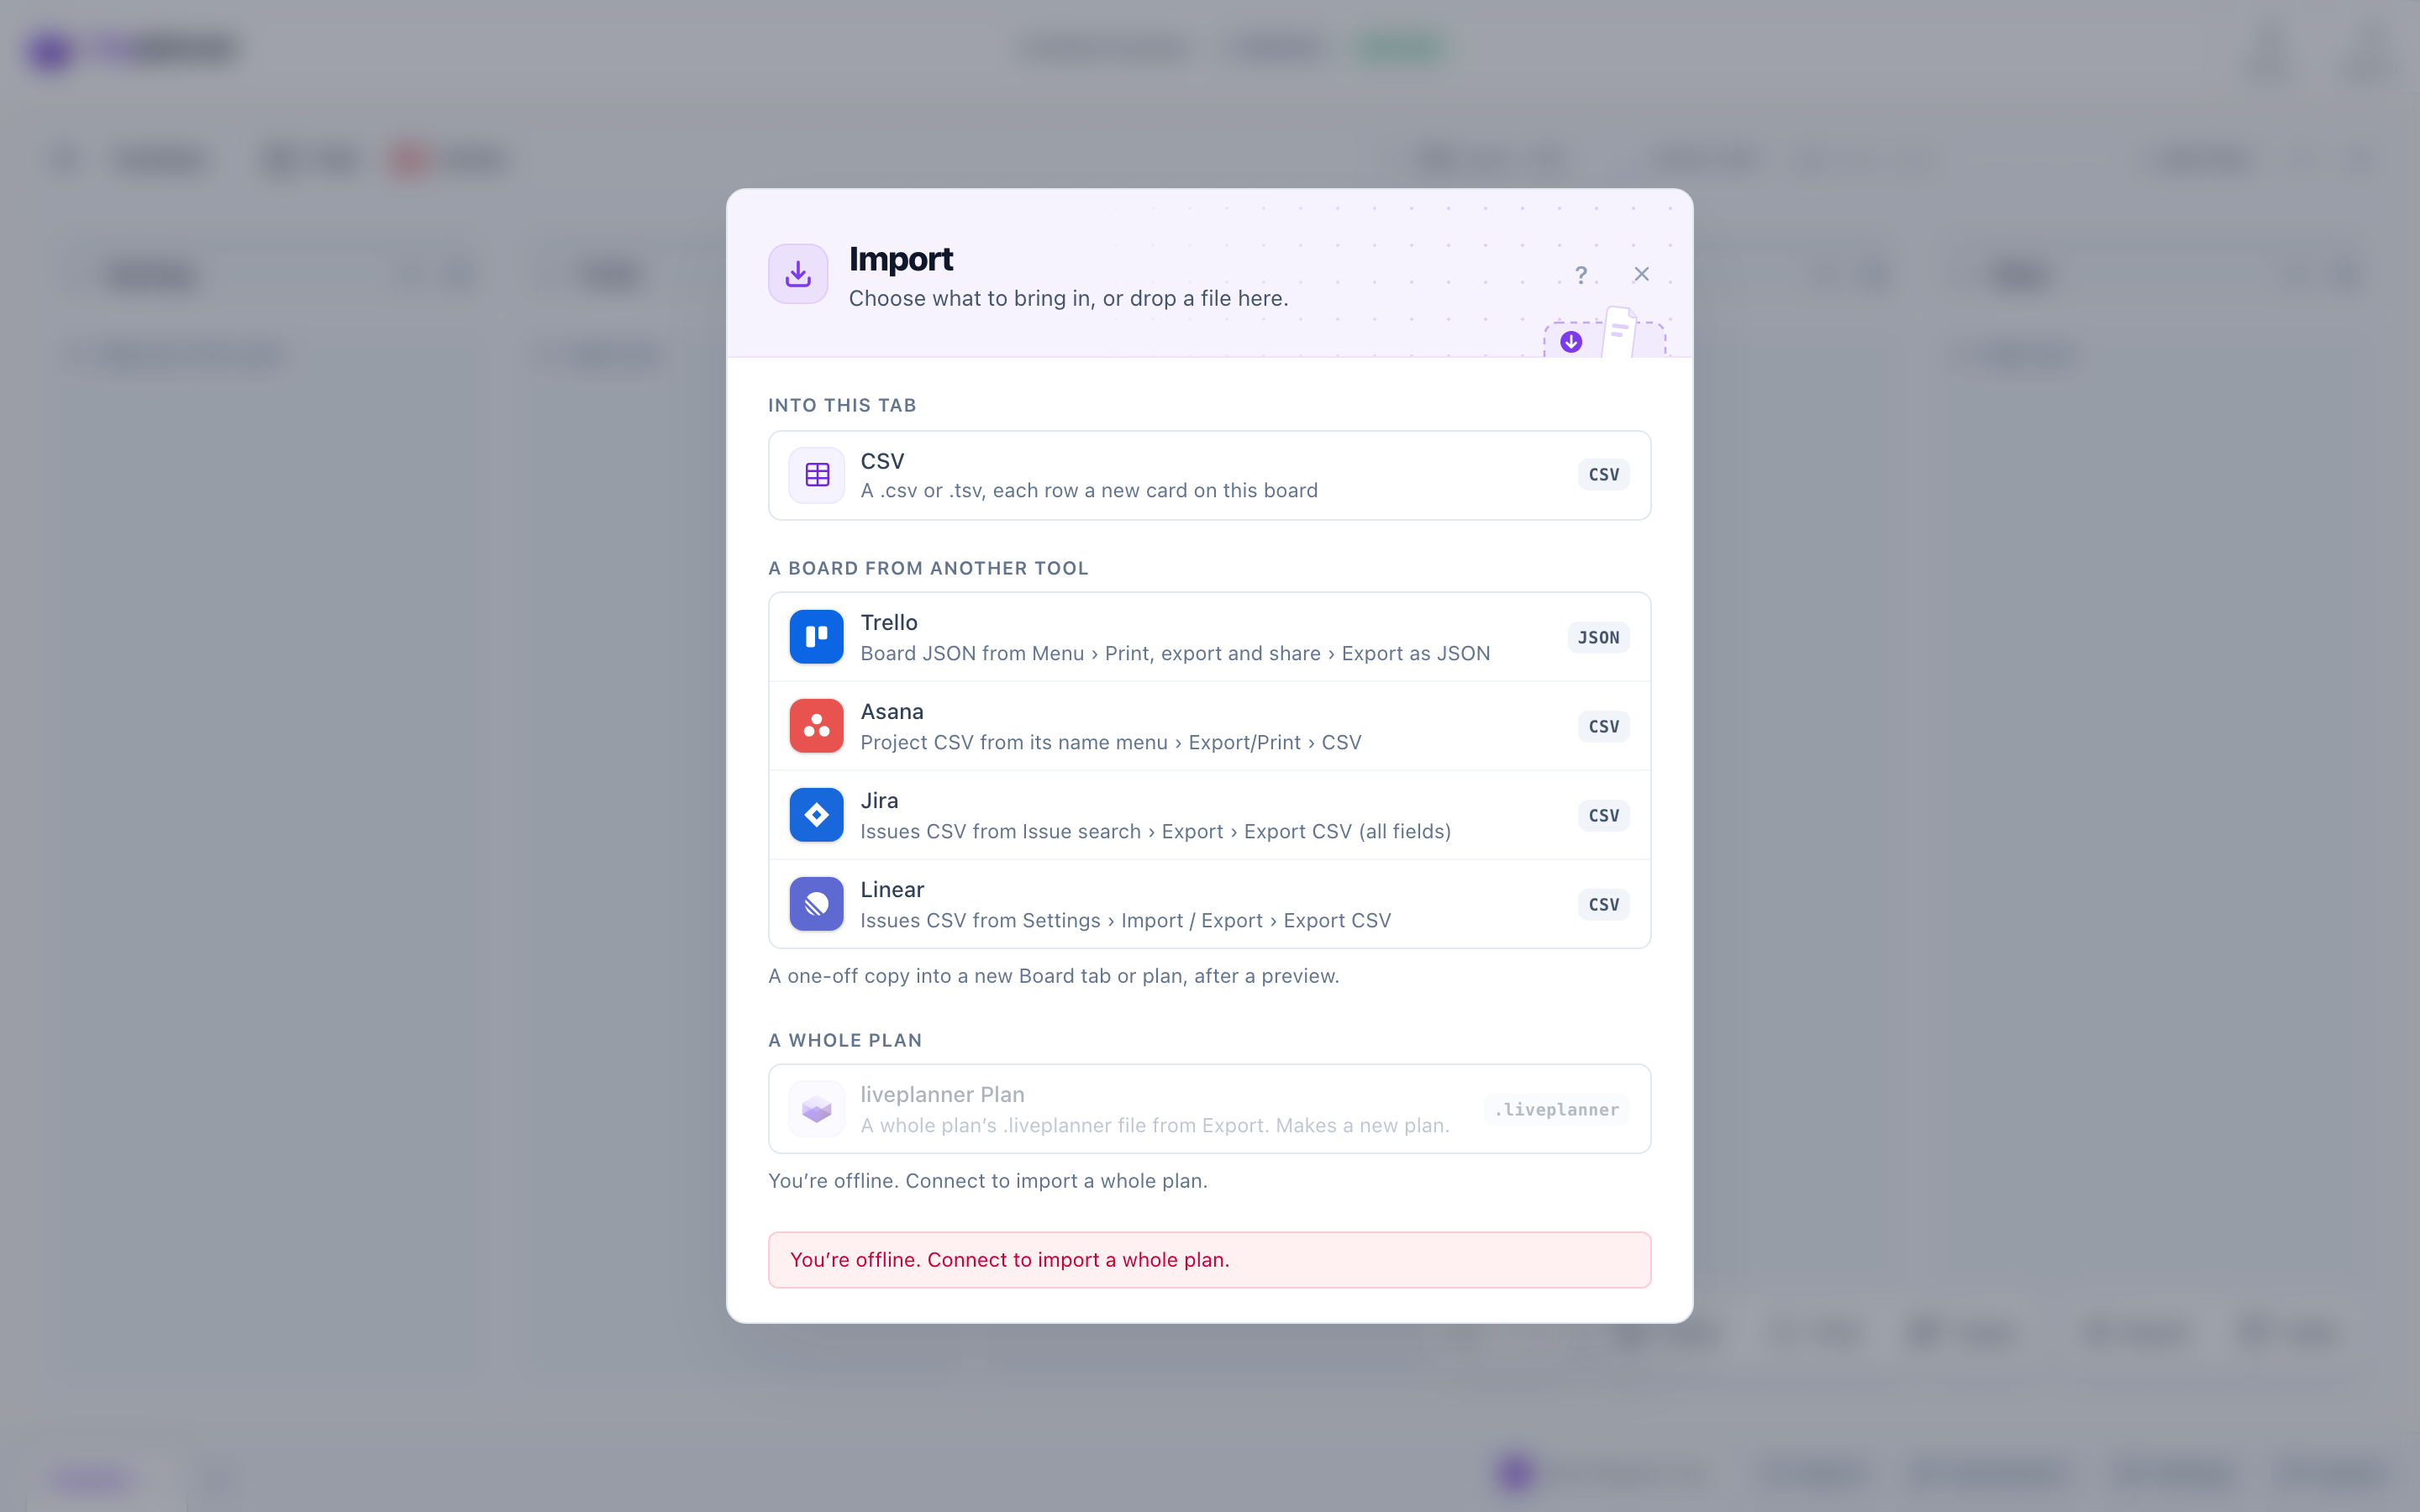 Import
Choose what to bring in, or drop a file here.
?
INTO THIS TAB
CSV
A .csv or .tsv, each row a new card on this board
CSV
A BOARD FROM ANOTHER TOOL
Trello
Board JSON from Menu › Print, export and share › Export as JSON
JSON
Asana
Project CSV from its name menu › Export/Print › CSV
CSV
Jira
Issues CSV from Issue search › Export › Export CSV (all fields)
CSV
Linear
Issues CSV from Settings › Import / Export › Export CSV
CSV
A one-off copy into a new Board tab or plan, after a preview.
A WHOLE PLAN
liveplanner Plan
A whole plan’s .liveplanner file from Export. Makes a new plan.
.liveplanner
You’re offline. Connect to import a whole plan.
You’re offline. Connect to import a whole plan.